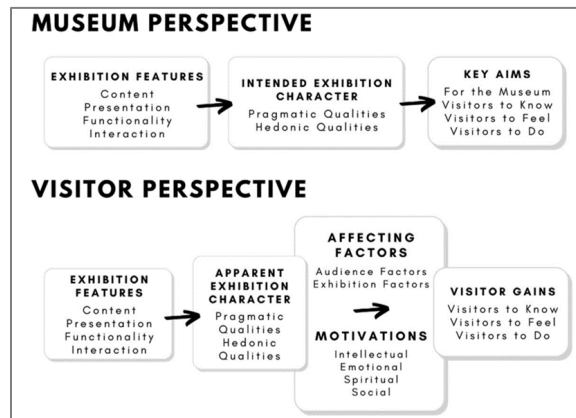 MUSEUM PERSPECTIVE
EXHIBITION FEATURES
Content
Presentation
Functionality
Interaction
INTENDED EXHIBITION
CHARACTER
Pragmatic Qualities
Hedonic Qualities
KEY AIMS
For the Museum
Visitors to Know
Visitors to Feel
Visitors to Do
VISITOR PERSPECTIVE
EXHIBITION
FEATURES
Content
Presentation
Functionality
Interaction
APPARENT
EXHIBITION
CHARACTER
Pragmatic
Qualities
Hedonic
Qualities
AFFECTING
FACTORS
Audience Factors
Exhibition Factors
MOTIVATIONS
Intellectual
Emotional
Spiritual
Social
VISITOR GAINS
Visitors to Know
Visitors to Feel
Visitors to Do